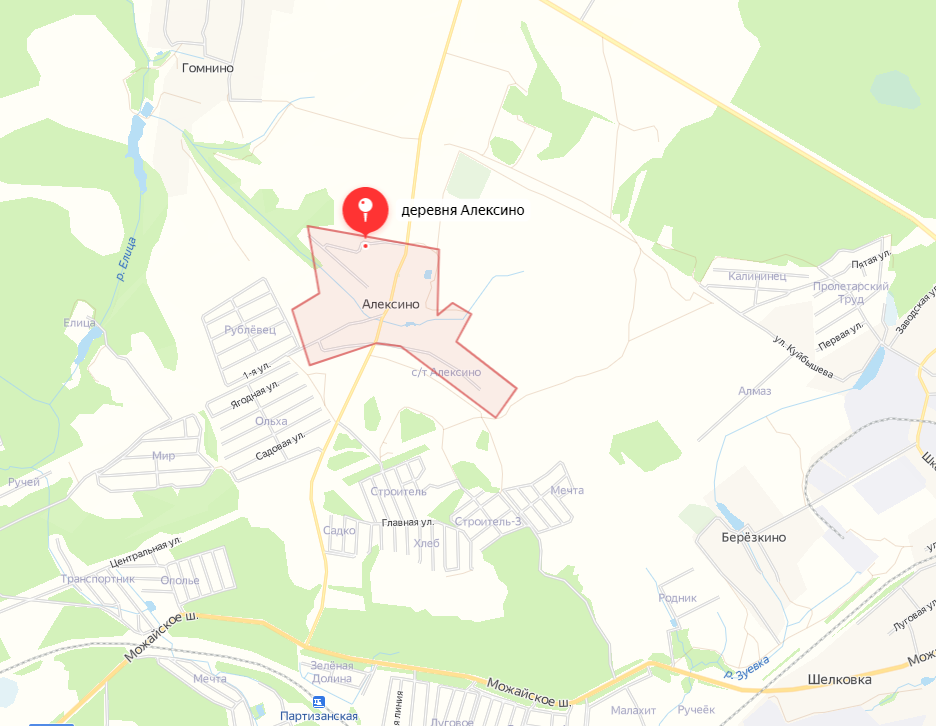 Гомнино
деревня Алексино
р. Елица
Пятая ул.
Калининец
Пролетарский
Труд
Заводская ул.
Алексино
Елица
Рублёвец
Первая ул.
ул. Куйбышева
1-я ул.
с/т Алексино
Ягодная ул.
Алмаз
Ольха
Садовая ул.
Мир
Ручей
Строитель
Мечта
Главная ул.
Строитель-3
Садко
Хлеб
Берёзкино
Центральная ул.
Транспортник
Ополье
Родник
Луговая ул.
Можайское ш.
Зелёная
Долина
Мечта
р. Зуевка
Шелковка
Можайское ш.
Партизанская
я линия
Луговое
Малахит
Ручеёк